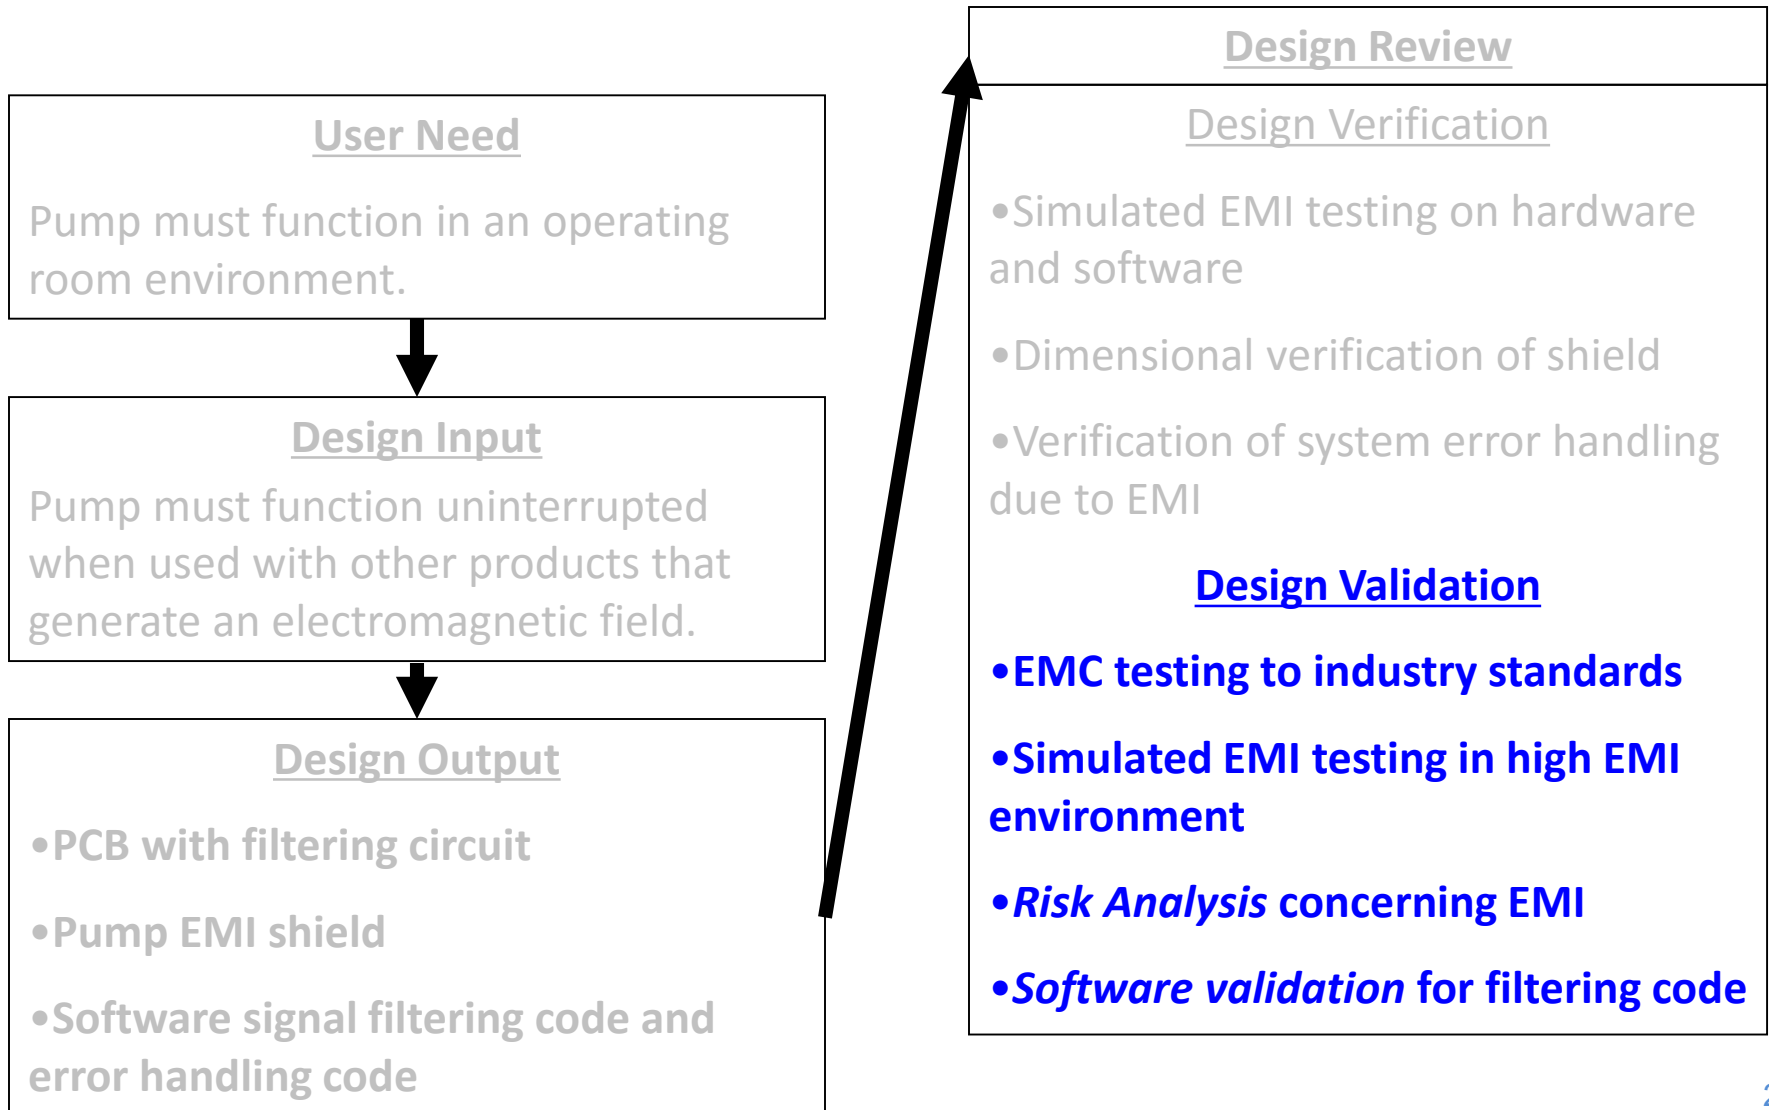 User Need
Pump must function in an operating
room environment.
Design Input
Pump must function uninterrupted
when used with other products that
generate an electromagnetic field.
Design Output
•PCB with filtering circuit
•Pump EMI shield
•Software signal filtering code and
error handling code
Design Review
Design Verification
•Simulated EMI testing on hardware
and software
•Dimensional verification of shield
•Verification of system error handling
due to EMI
Design Validation
•EMC testing to industry standards
•Simulated EMI testing in high EMI
environment
•Risk Analysis concerning EMI
•Software validation for filtering code